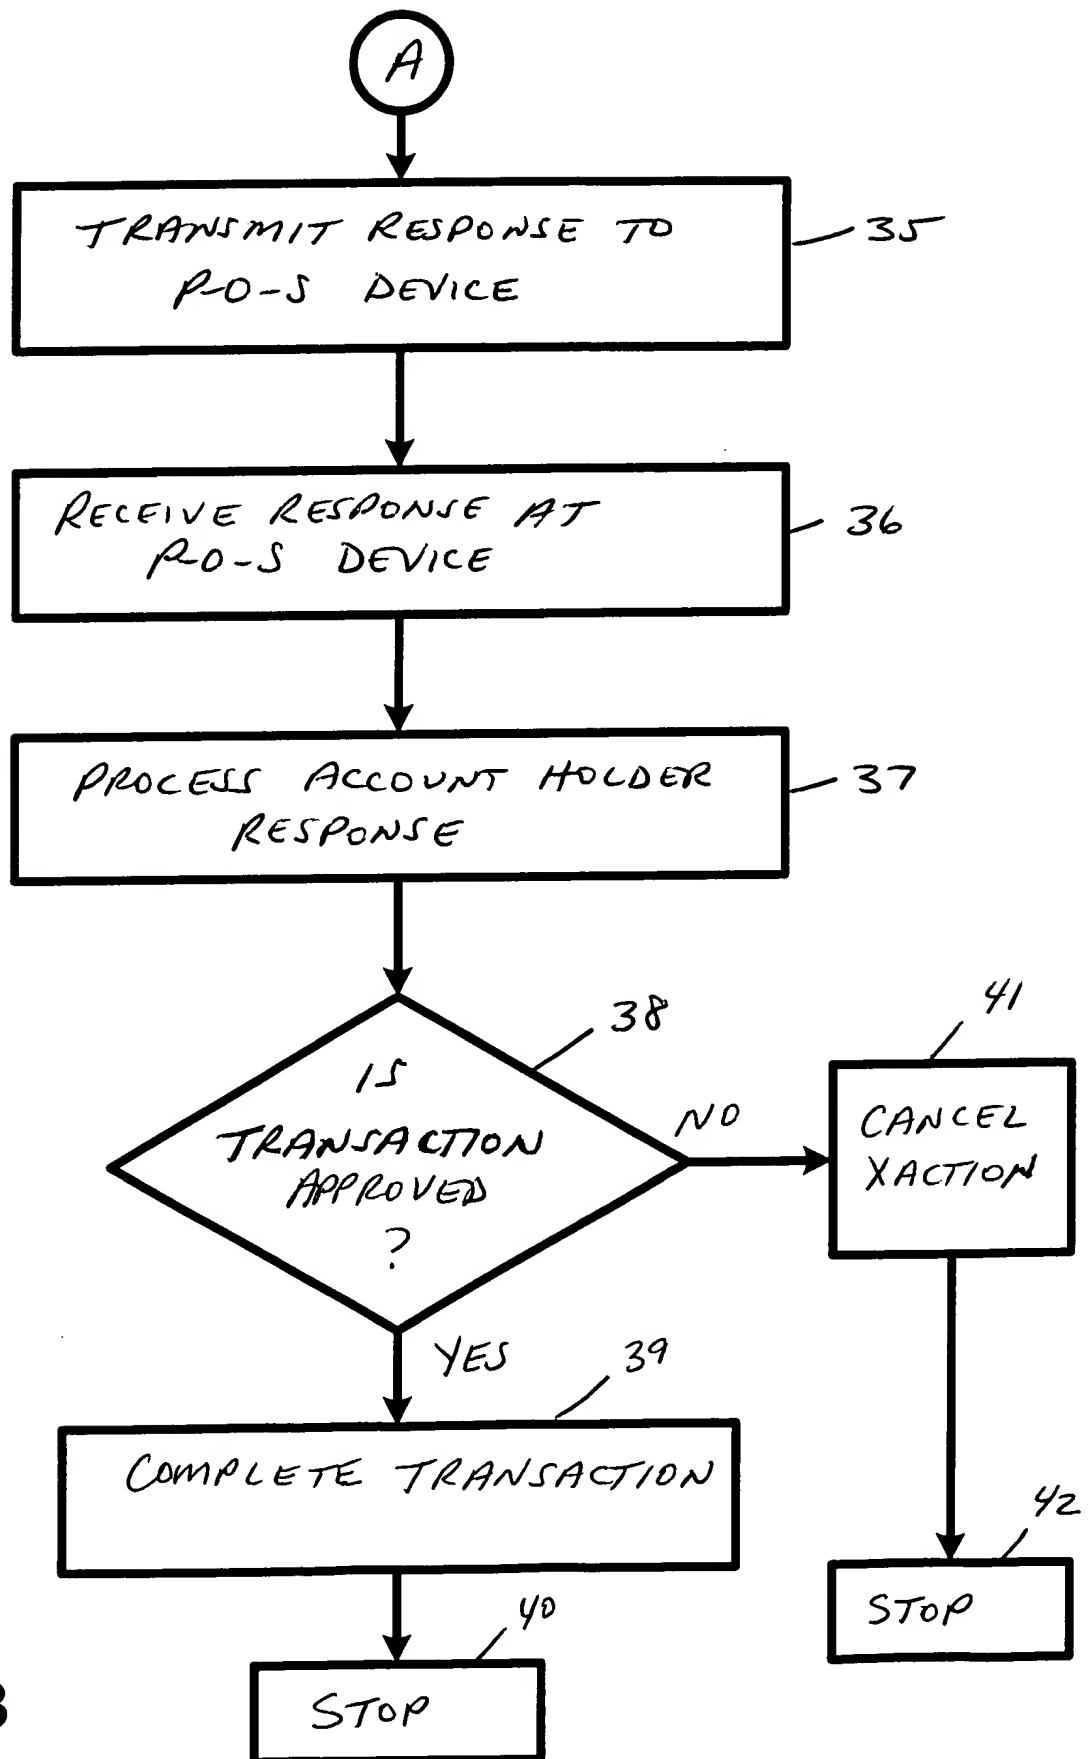 A
TRANSMIT RESPONSE TO
P-O-S DEVICE
35
RECEIVE RESPONSE AT
P-O-S DEVICE
36
PROCESS ACCOUNT HOLDER
RESPONSE
37
38
IS
TRANSACTION
APPROVED
?
NO
41
CANCEL
XACTION
YES
39
COMPLETE TRANSACTION
42
STOP
40
STOP